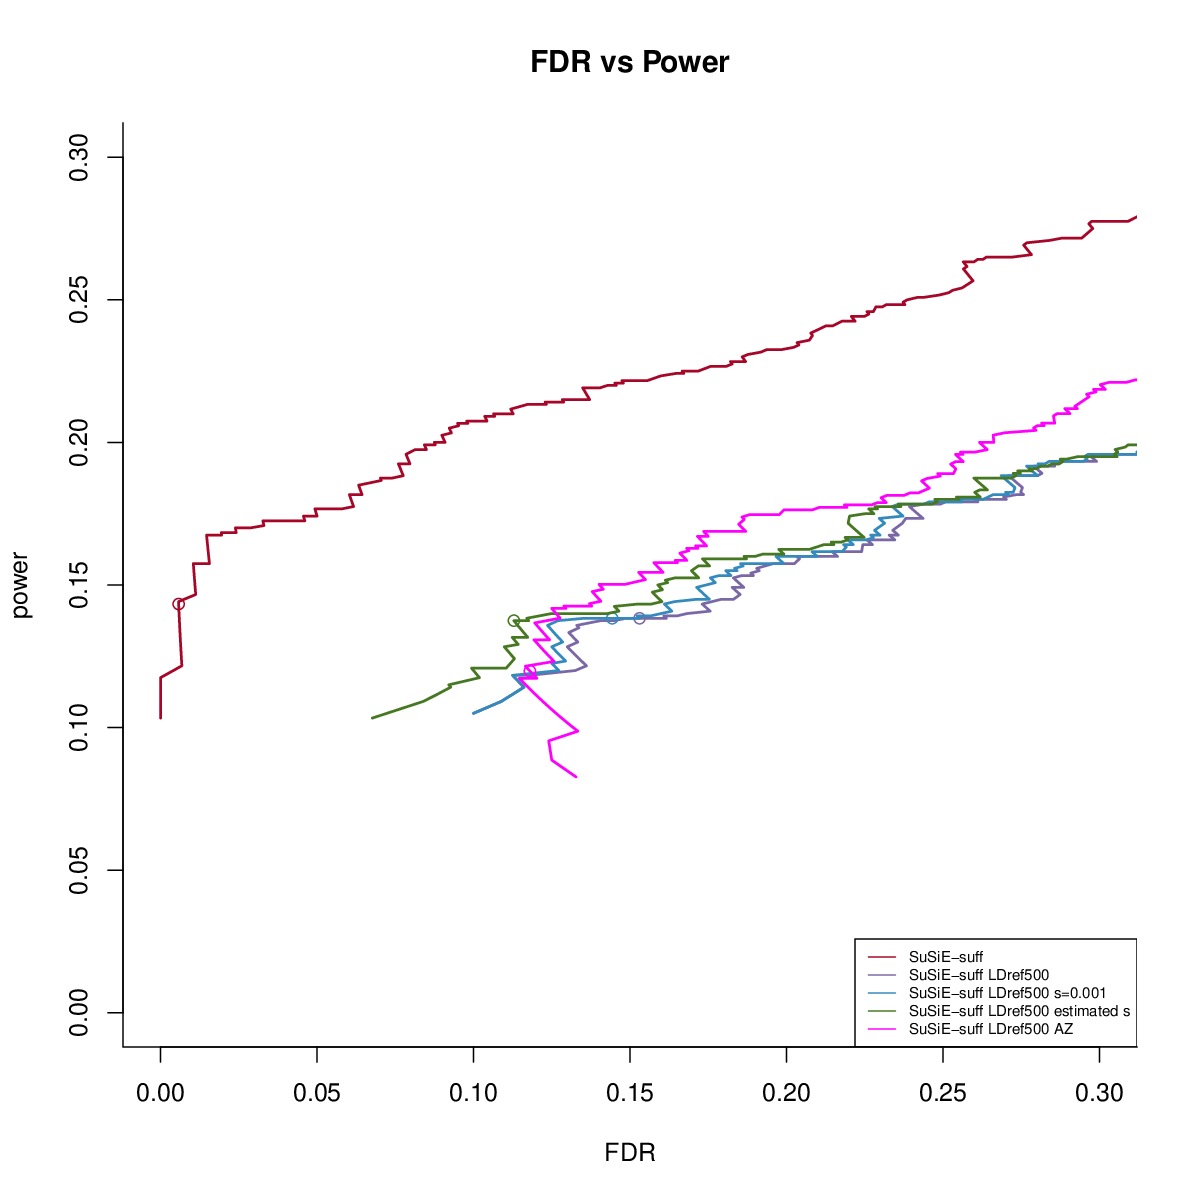 FDR vs Power
power
0.30
0.25
0.20
0.15
0.10
0.05
0.00
SuSiE−suff
SuSiE−suff LDref500
SuSiE−suff LDref500 s=0.001
SuSiE−suff LDref500 estimated s
SuSiE−suff LDref500 AZ
0.00 0.05 0.10 0.15 0.20 0.25 0.30
FDR